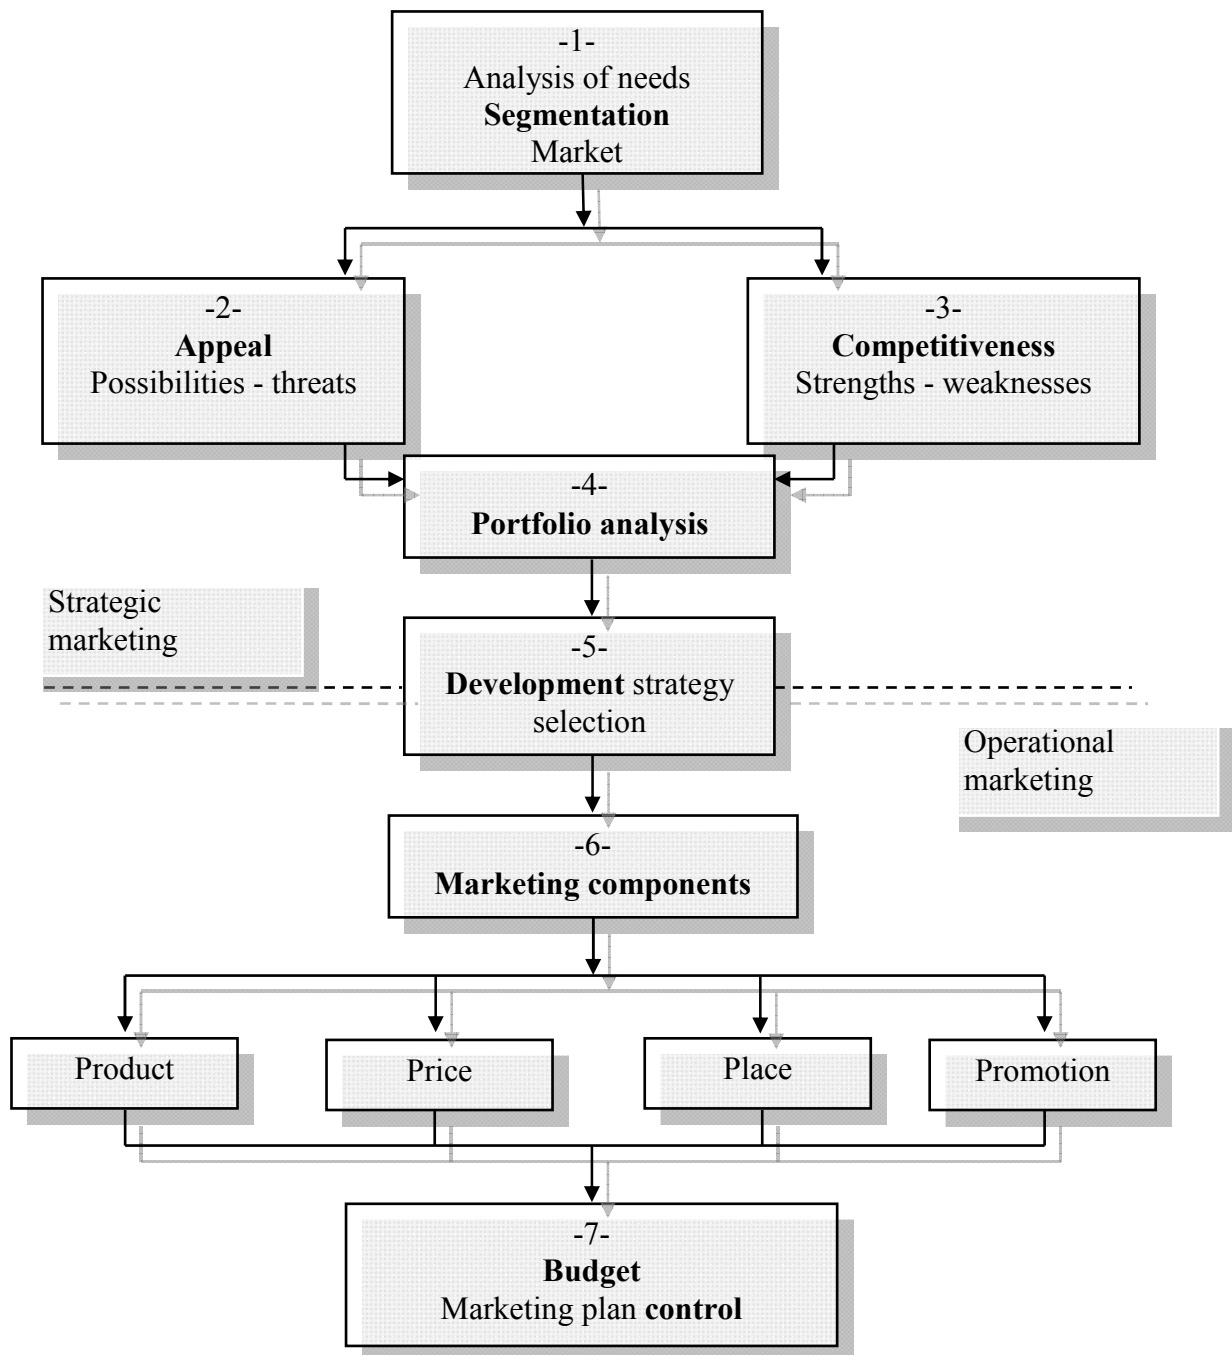 -1-
Analysis of needs
Segmentation
Market
-2-
Appeal
Possibilities - threats
-3-
Competitiveness
Strengths - weaknesses
-4-
Portfolio analysis
Strategic
marketing
-5-
Development strategy
selection
Operational
marketing
-6-
Marketing components
Product
Price
Place
Promotion
-7-
Budget
Marketing plan control